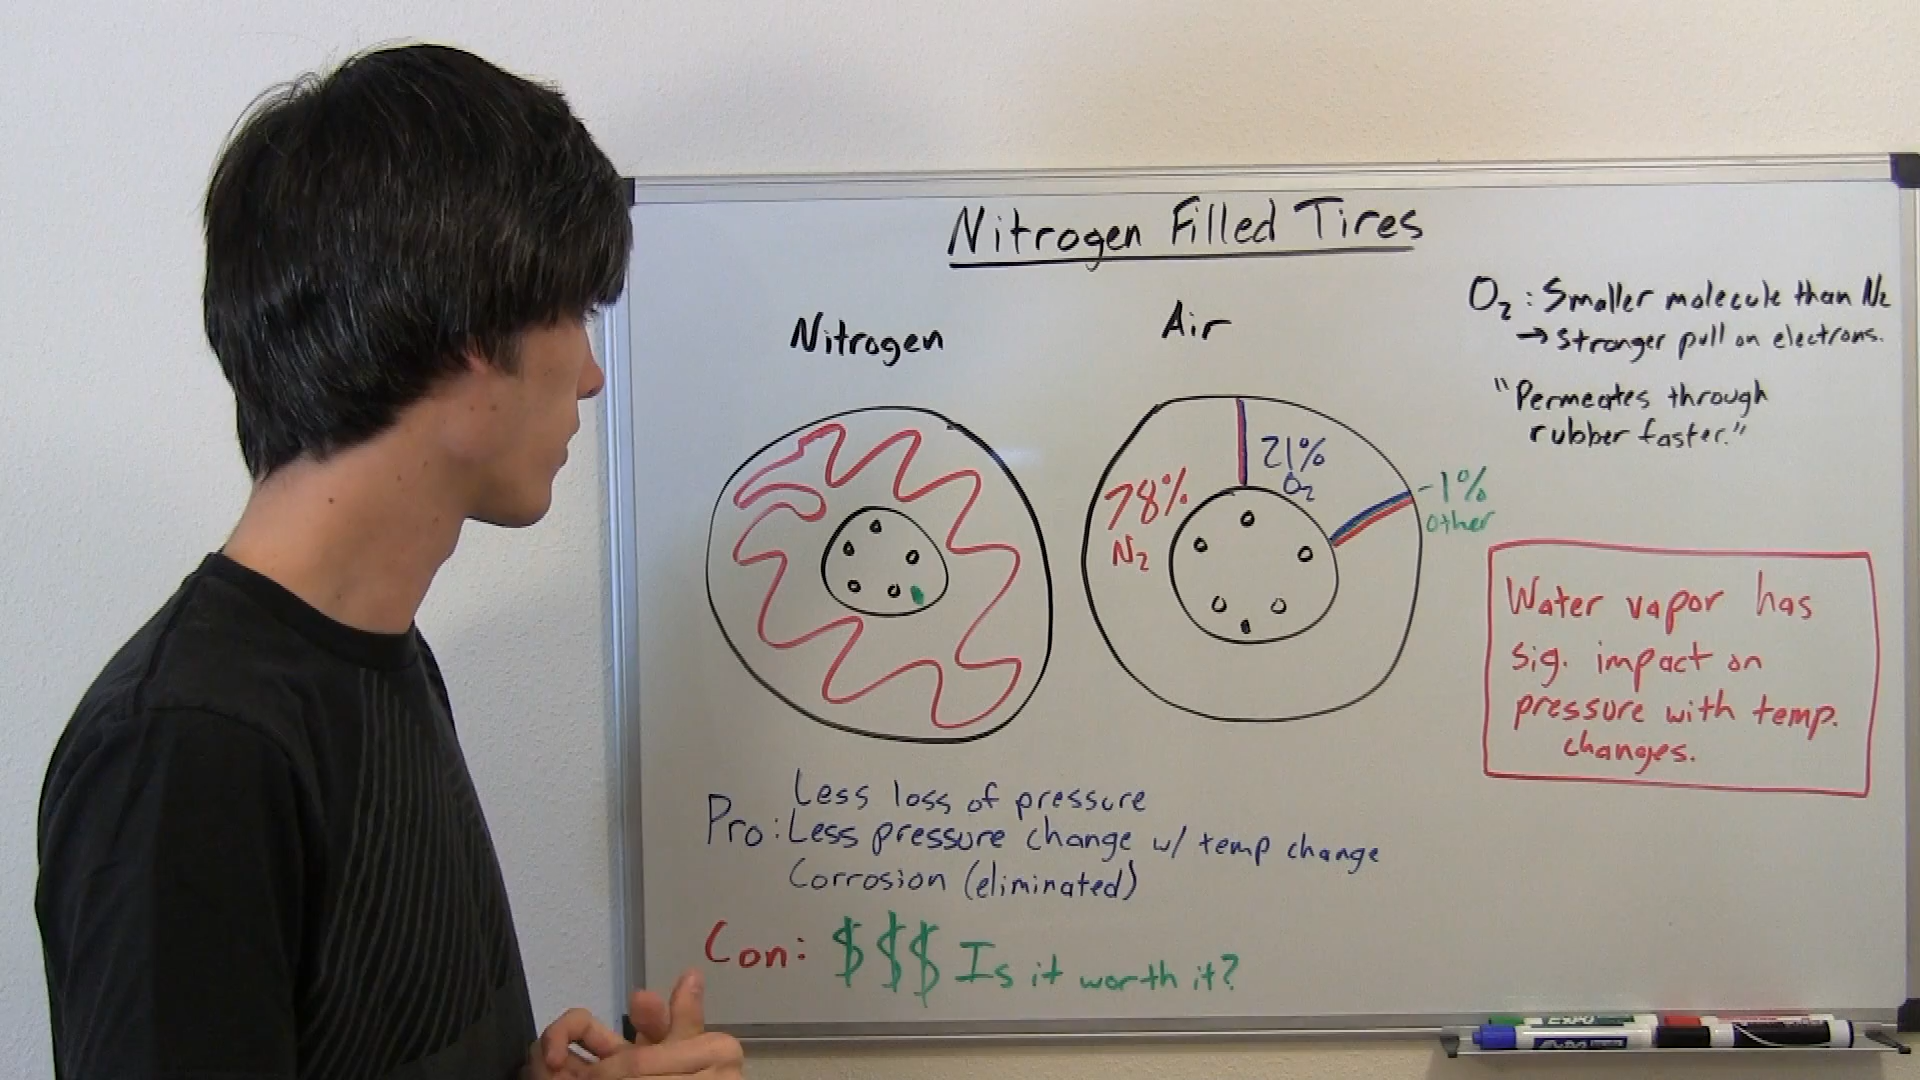 Nitrogen Filled Tires
Nitrogen
Air
78%
N2
21%
O2
~1%
other
O2 : Smaller molecule than N2
→ Stronger pull on electrons.
"Permeates through
rubber faster."
Water vapor has
sig. impact on
pressure with temp.
changes.
Less loss of pressure
Pro: Less pressure change w/ temp change
Corrosion (eliminated)
Con: $$$ Is it worth it?
EXPO
EXPO